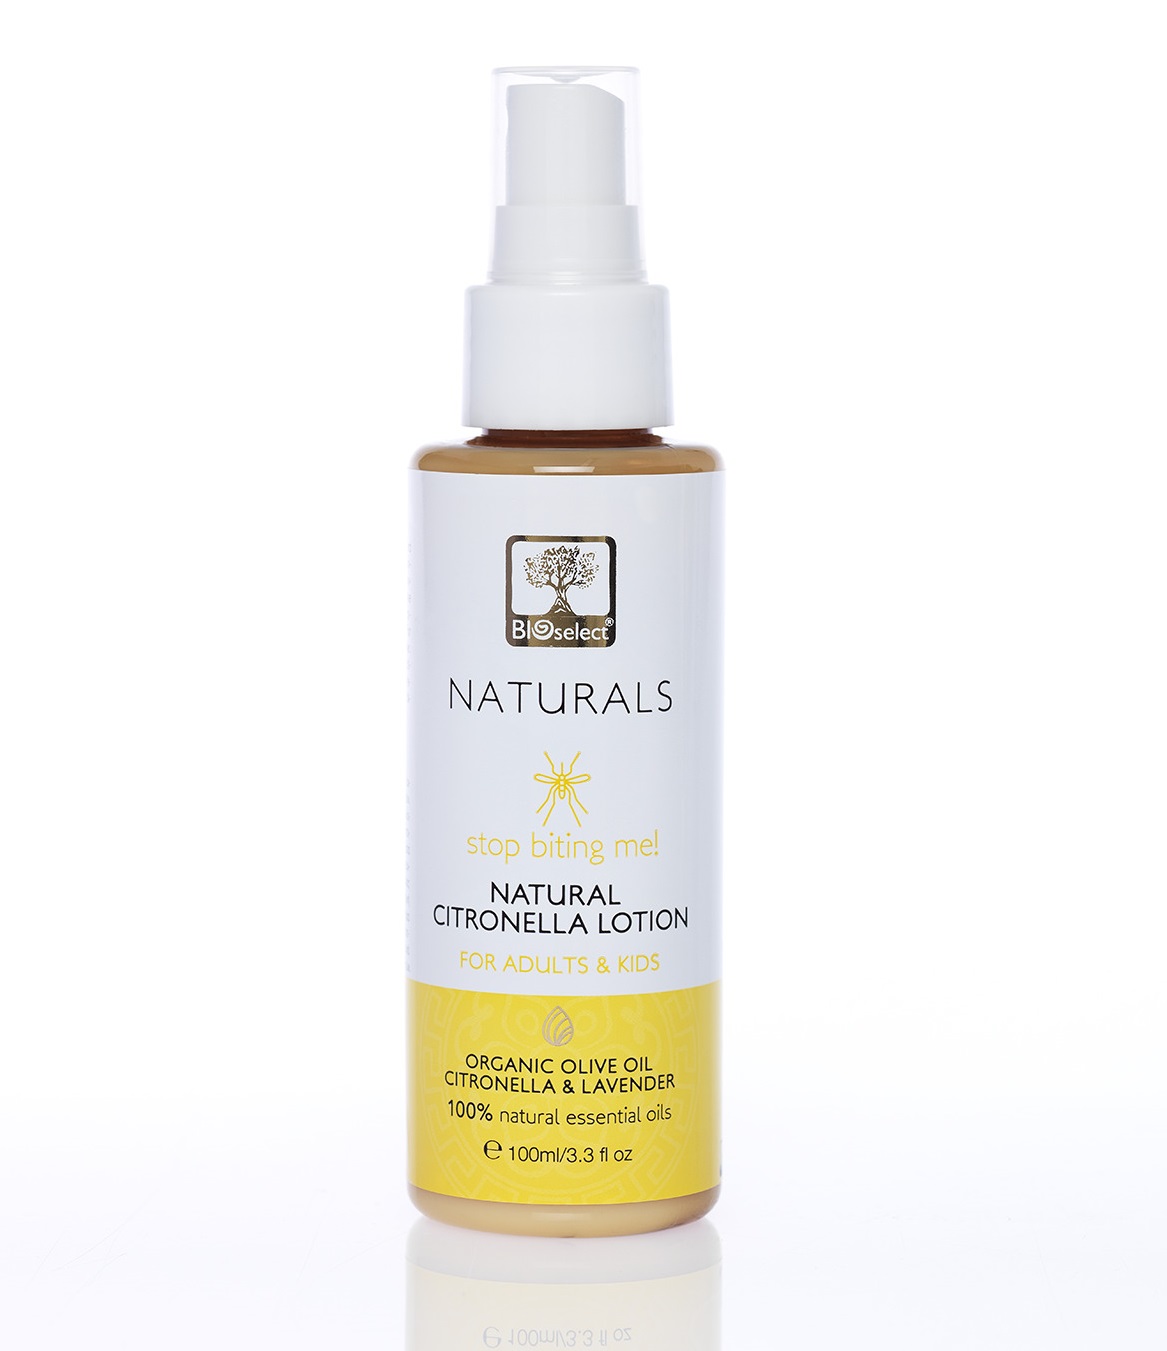 BIOselect®
NATURALS
stop biting me!
NATURAL
CITRONELLA LOTION
FOR ADULTS & KIDS
ORGANIC OLIVE OIL
CITRONELLA & LAVENDER
100% natural essential oils
℮ 100ml/3.3 fl oz